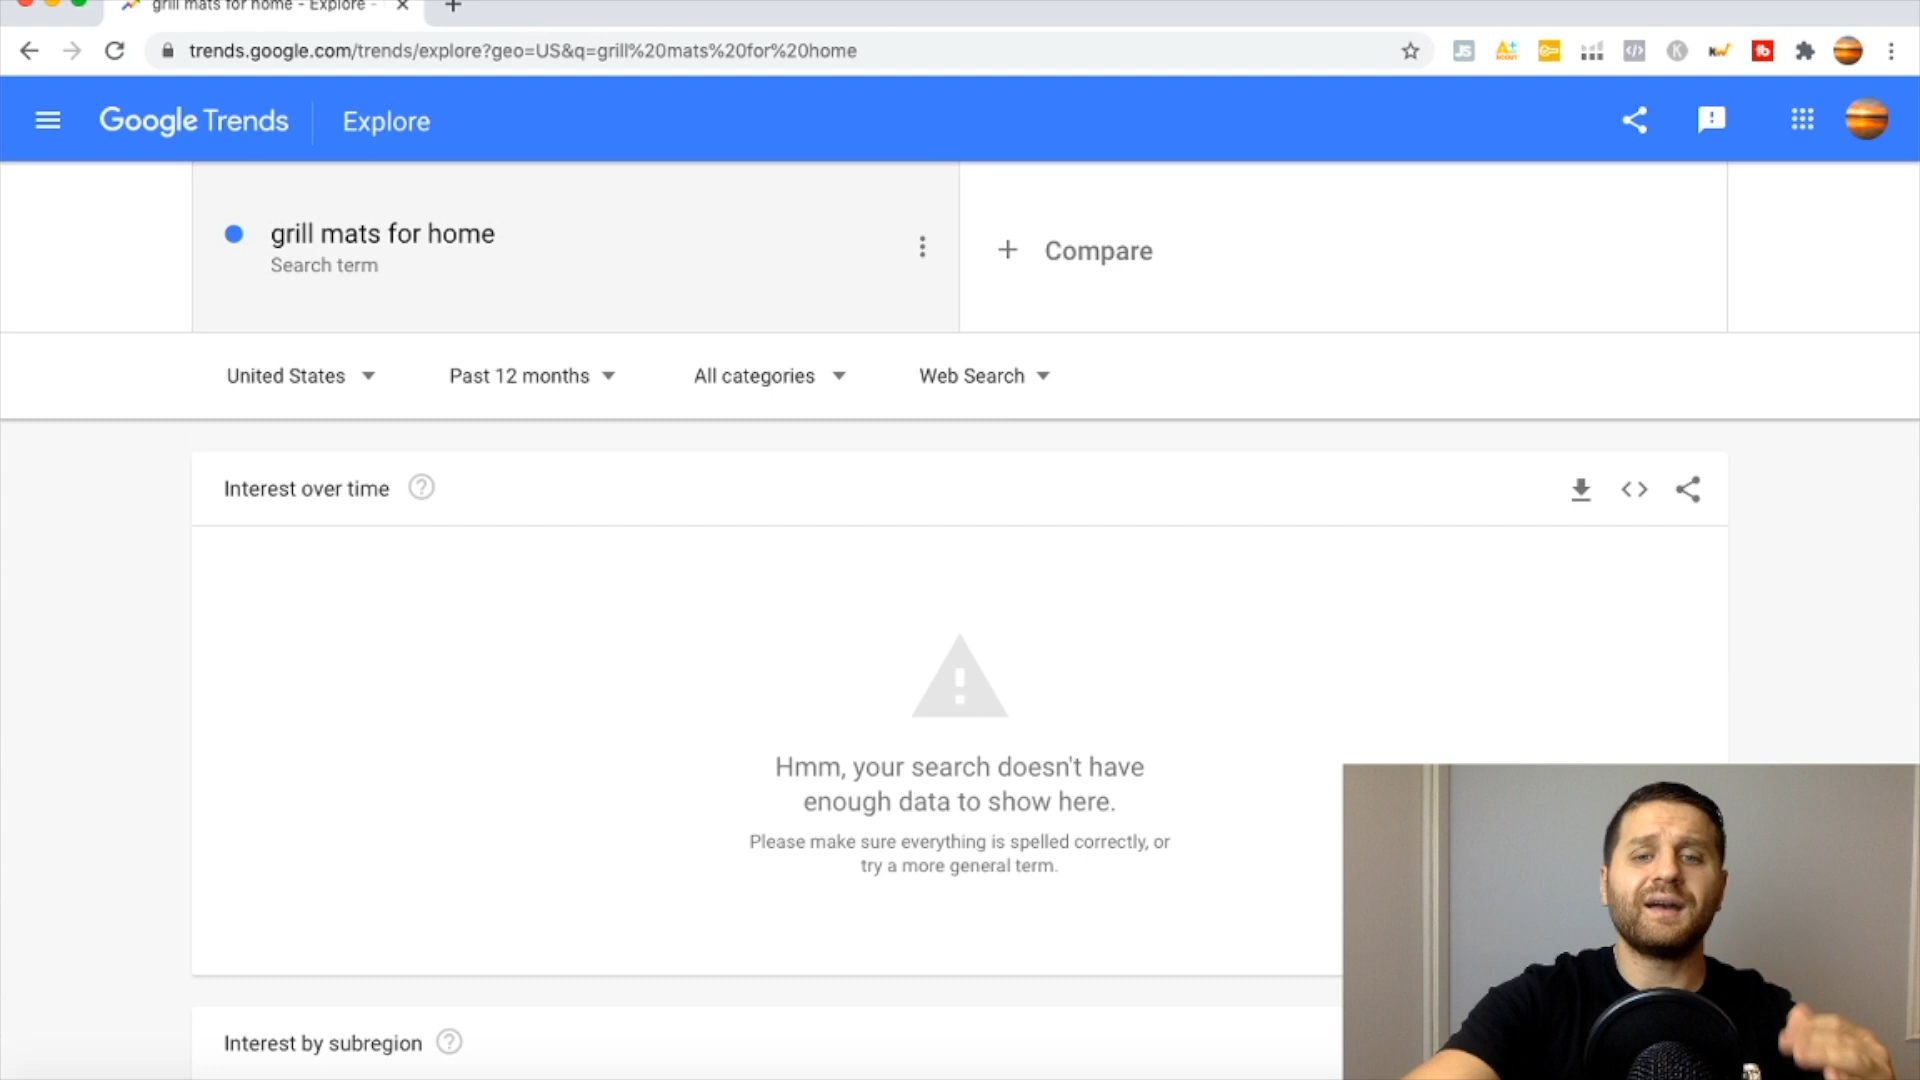 grill mats for home - Explore -
trends.google.com/trends/explore?geo=US&q=grill%20mats%20for%20home
Google Trends
Explore
grill mats for home
Search term
+ Compare
United States
Past 12 months
All categories
Web Search
Interest over time
Hmm, your search doesn't have
enough data to show here.
Please make sure everything is spelled correctly, or
try a more general term.
Interest by subregion